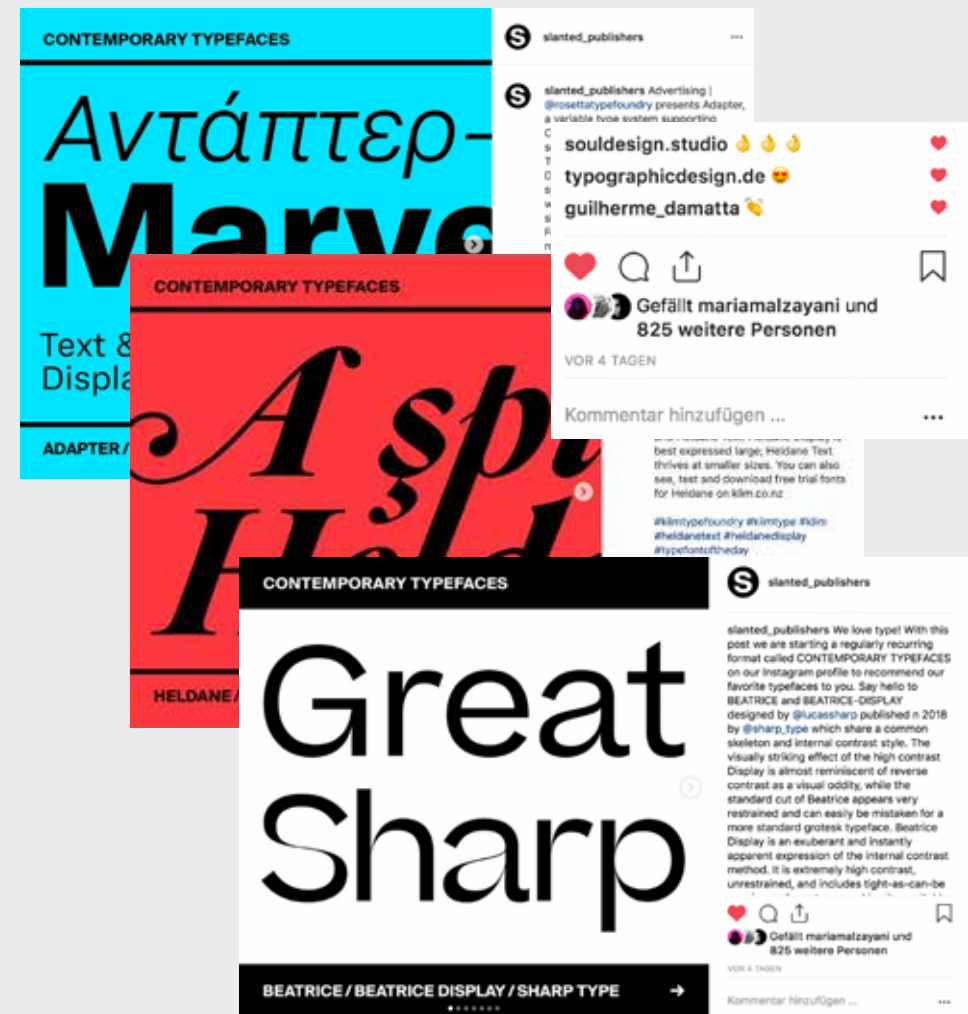 CONTEMPORARY TYPEFACES
Αντάπτερ-
Marve
Text &
Displa
ADAPTER /
slanted_publishers
slanted_publishers Advertising |
@rosettatypefoundry presents Adapter,
a variable type system supporting
souldesign.studio 👌 👌 👌
typographicdesign.de 😍
guilherme_damatta 👏
Gefällt mariamalzayani und
825 weitere Personen
VOR 4 TAGEN
Kommentar hinzufügen ...
CONTEMPORARY TYPEFACES
A şpi
Held
HELDANE /
and Heldane Text. Heldane Display is
best expressed large; Heldane Text
thrives at smaller sizes. You can also
see, test and download free trial fonts
for Heldane on klim.co.nz
#klimtypefoundry #klimtype #klim
#heldanetext #heldanedisplay
#typefontoftheday
CONTEMPORARY TYPEFACES
Great
Sharp
BEATRICE / BEATRICE DISPLAY / SHARP TYPE →
slanted_publishers
slanted_publishers We love type! With this
post we are starting a regularly recurring
format called CONTEMPORARY TYPEFACES
on our Instagram profile to recommend our
favorite typefaces to you. Say hello to
BEATRICE and BEATRICE-DISPLAY
designed by @lucassharp published n 2018
by @sharp_type which share a common
skeleton and internal contrast style. The
visually striking effect of the high contrast
Display is almost reminiscent of reverse
contrast as a visual oddity, while the
standard cut of Beatrice appears very
restrained and can easily be mistaken for a
more standard grotesk typeface. Beatrice
Display is an exuberant and instantly
apparent expression of the internal contrast
method. It is extremely high contrast,
unrestrained, and includes tight-as-can-be
Gefällt mariamalzayani und
825 weitere Personen
VOR 4 TAGEN
Kommentar hinzufügen ...